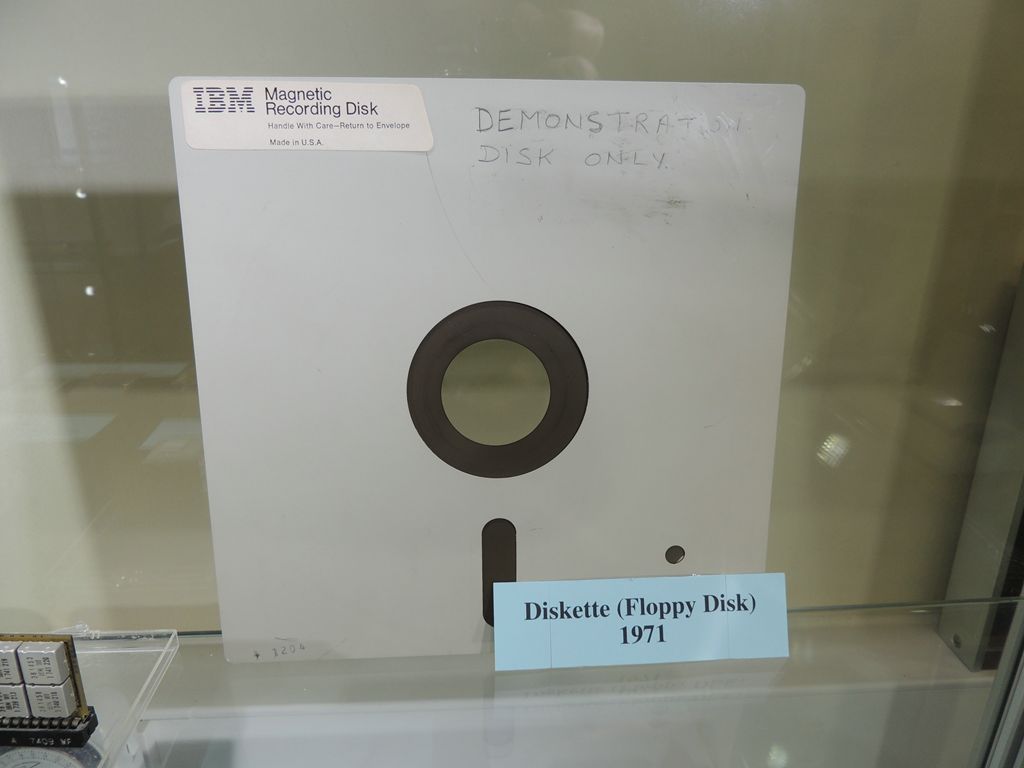 IBM Magnetic
Recording Disk
Handle With Care—Return to Envelope
Made in U.S.A.
DEMONSTRATION
DISK ONLY.
Diskette (Floppy Disk)
1971